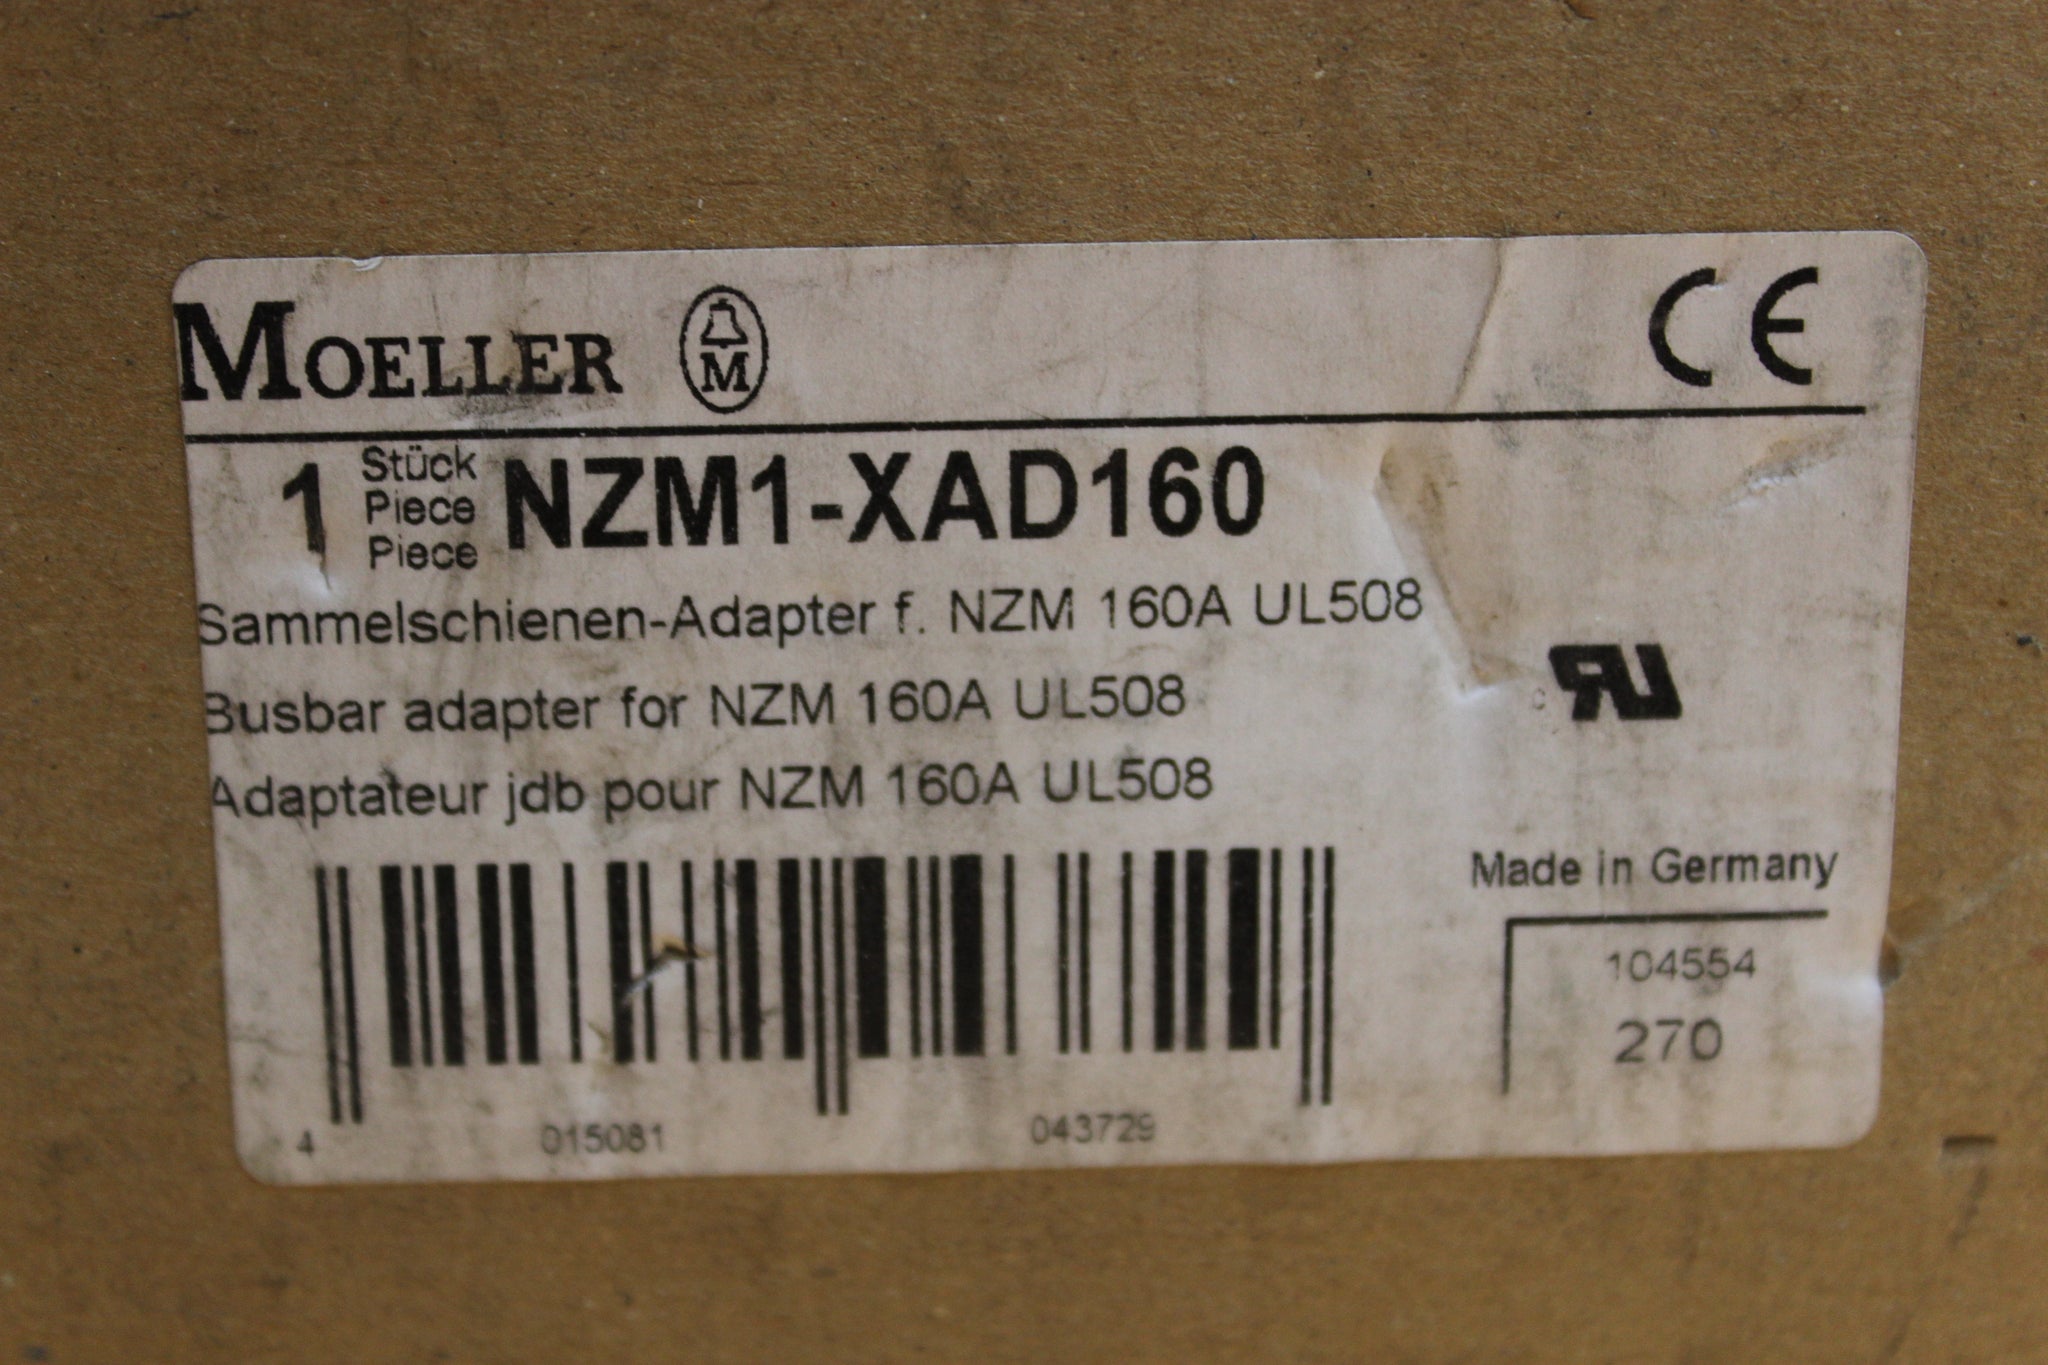 MOELLER M CE
1 Stück NZM1-XAD160
Piece
Piece
Sammelschienen-Adapter f. NZM 160A UL508
Busbar adapter for NZM 160A UL508
Adaptateur jdb pour NZM 160A UL508
c RU
Made in Germany
104554
270
4 015081 043729